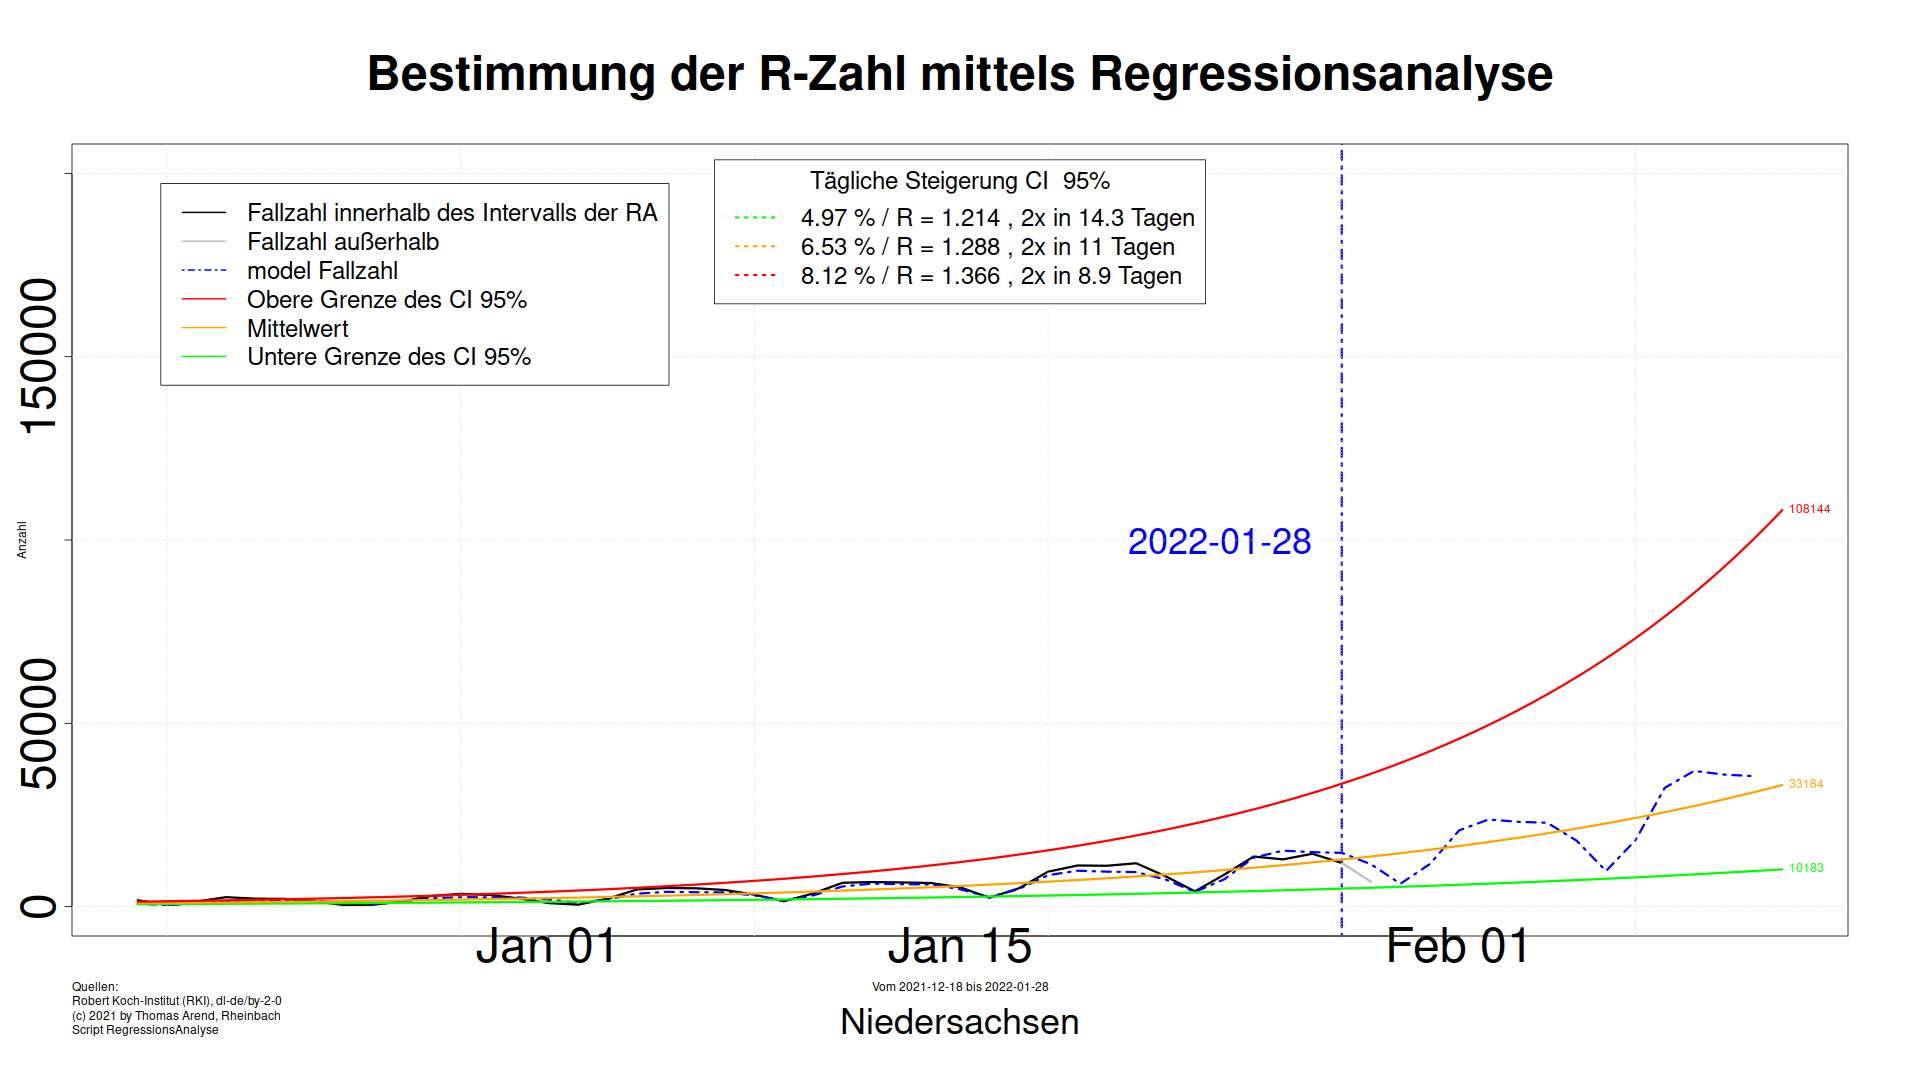 Bestimmung der R-Zahl mittels Regressionsanalyse
Fallzahl innerhalb des Intervalls der RA
Fallzahl außerhalb
model Fallzahl
Obere Grenze des CI 95%
Mittelwert
Untere Grenze des CI 95%
Tägliche Steigerung CI  95%
4.97 % / R = 1.214 , 2x in 14.3 Tagen
6.53 % / R = 1.288 , 2x in 11 Tagen
8.12 % / R = 1.366 , 2x in 8.9 Tagen
150000
50000
0
Anzahl
2022-01-28
108144
33184
10183
Jan 01
Jan 15
Feb 01
Vom 2021-12-18 bis 2022-01-28
Niedersachsen
Quellen:
Robert Koch-Institut (RKI), dl-de/by-2-0
(c) 2021 by Thomas Arend, Rheinbach
Script RegressionsAnalyse